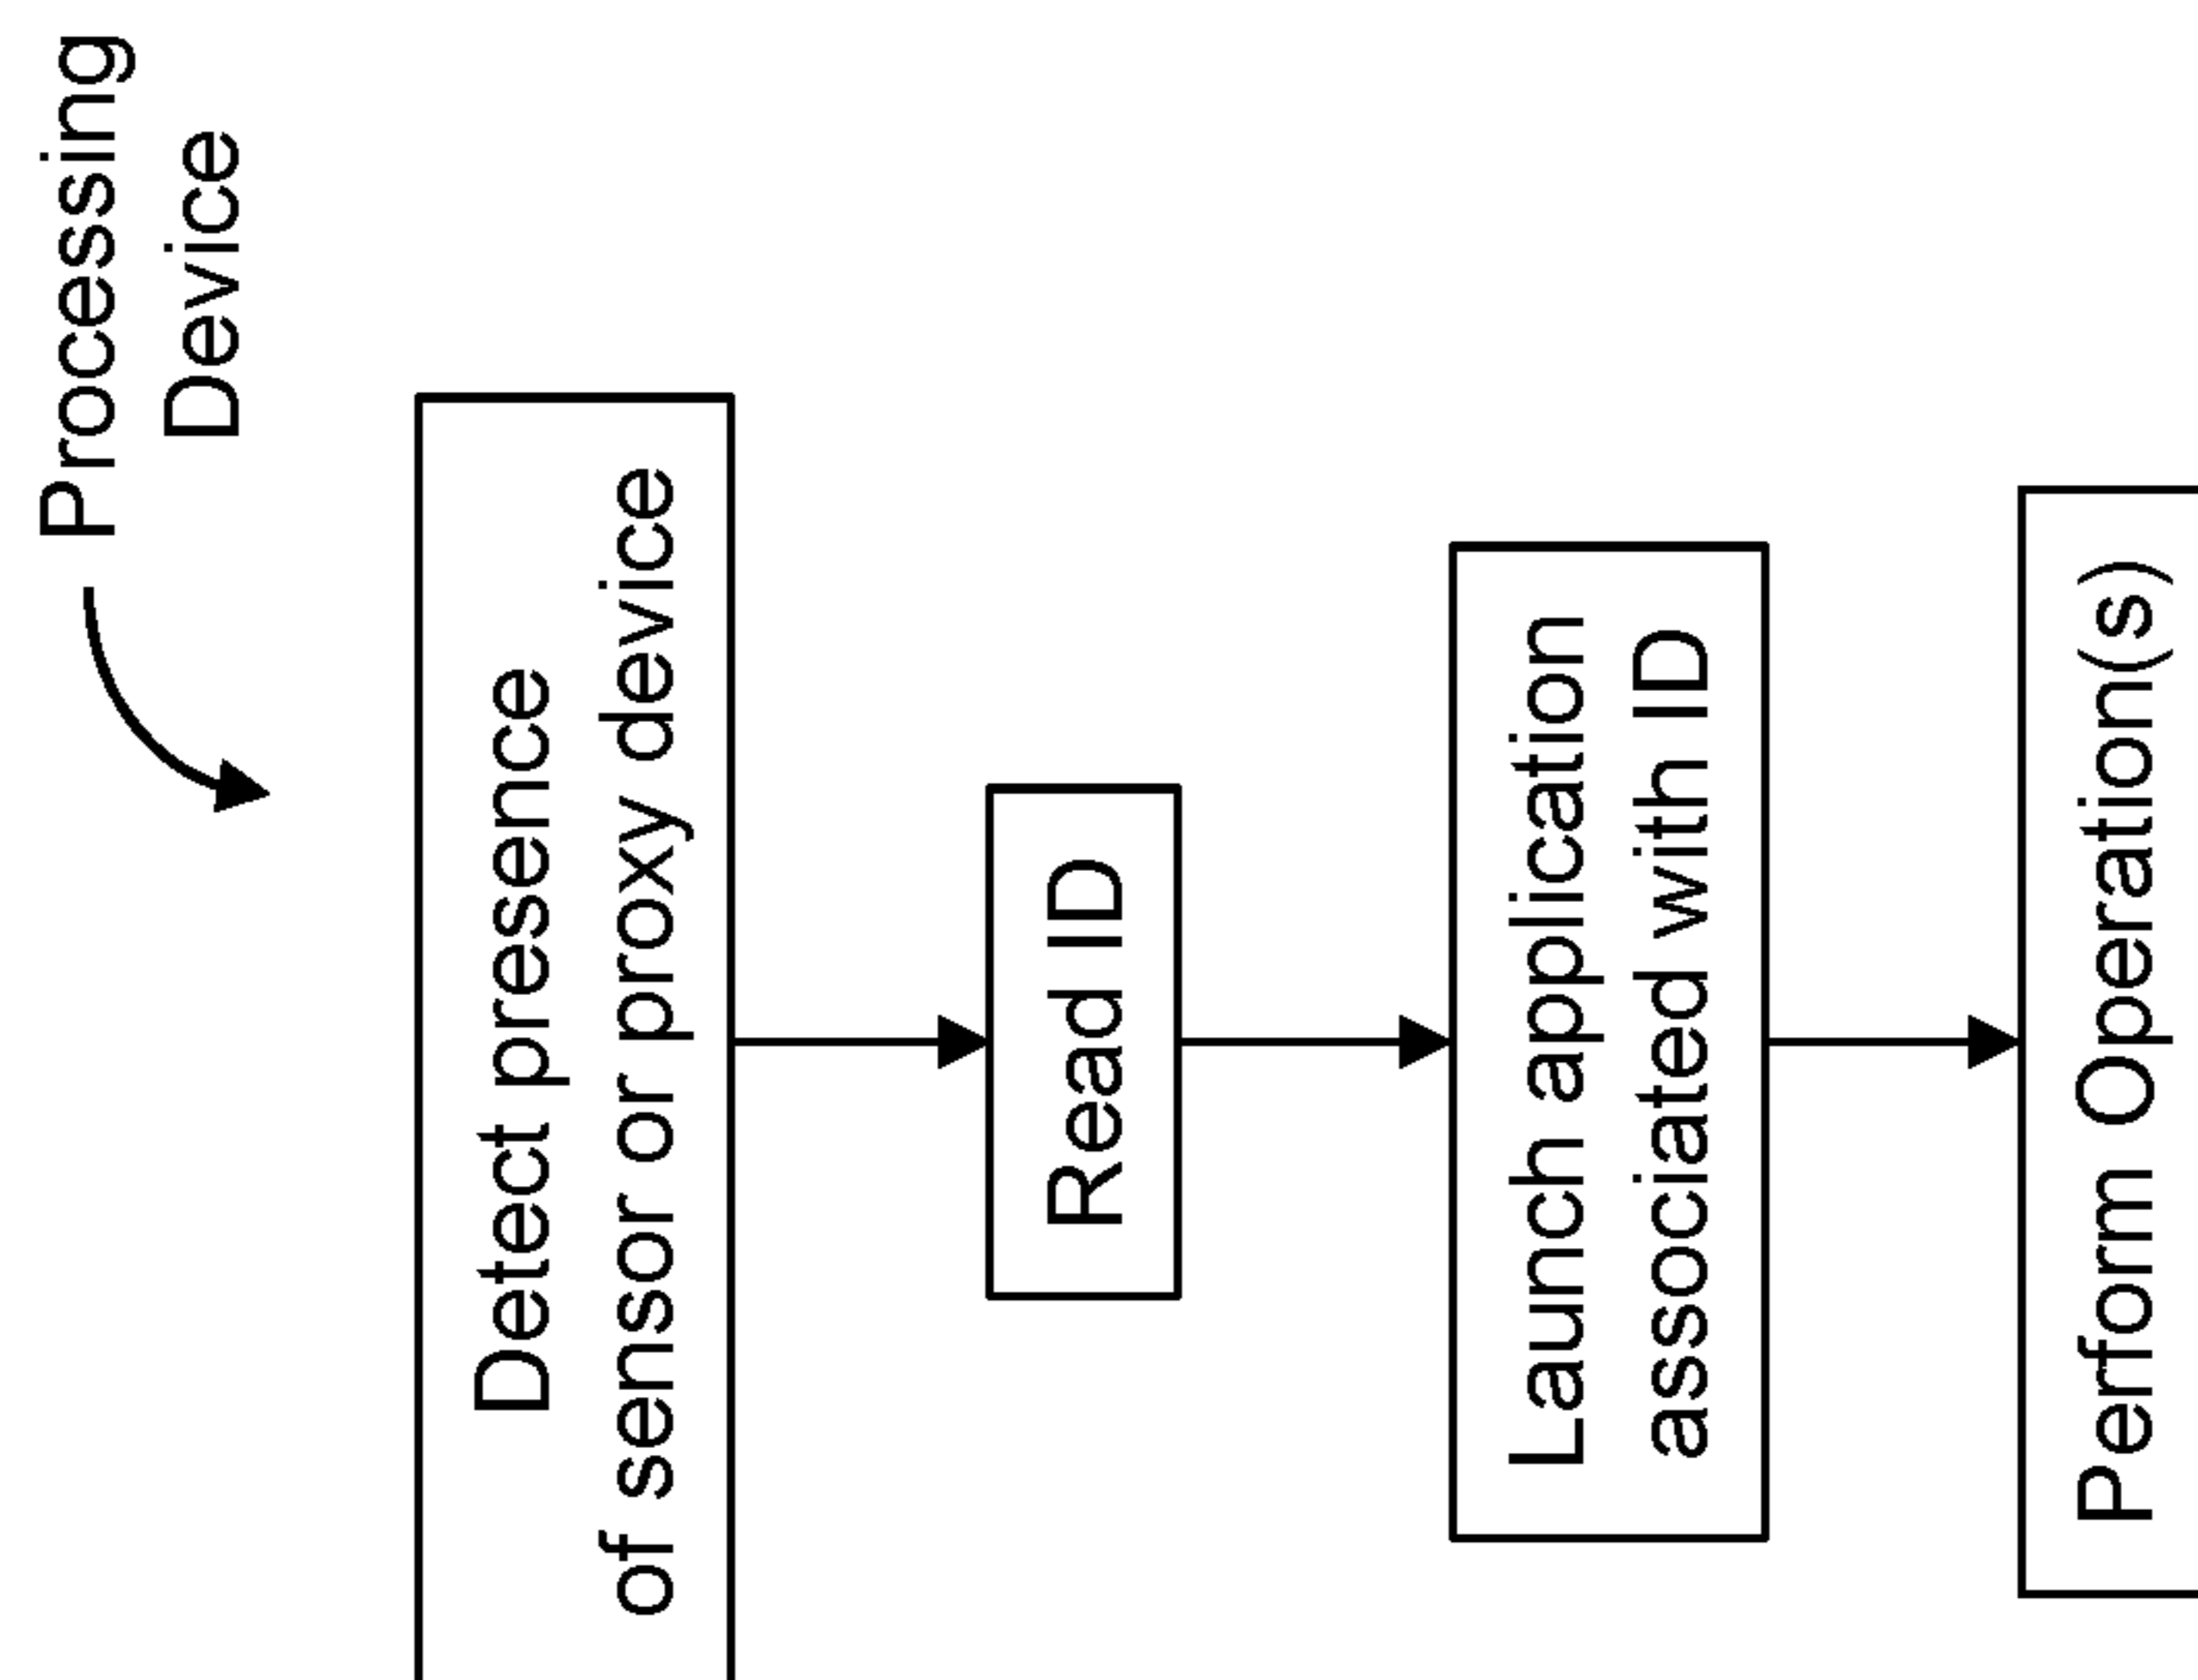 Processing
Device
Detect presence
of sensor or proxy device
Read ID
Launch application
associated with ID
Perform Operation(s)